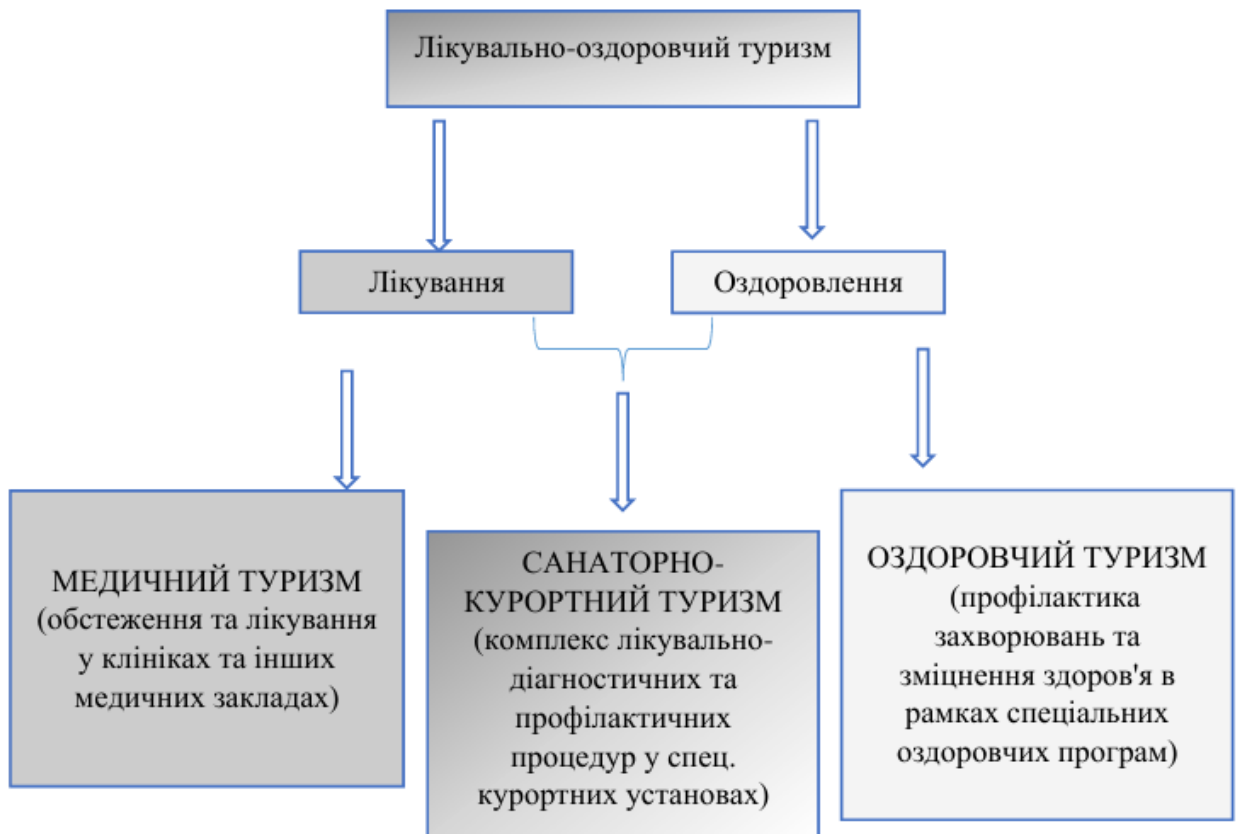 Лікувально-оздоровчий туризм
Лікування
Оздоровлення
МЕДИЧНИЙ ТУРИЗМ
(обстеження та лікування
у клініках та інших
медичних закладах)
САНАТОРНО-
КУРОРТНИЙ ТУРИЗМ
(комплекс лікувально-
діагностичних та
профілактичних
процедур у спец.
курортних установах)
ОЗДОРОВЧИЙ ТУРИЗМ
(профілактика
захворювань та
зміцнення здоров'я в
рамках спеціальних
оздоровчих програм)